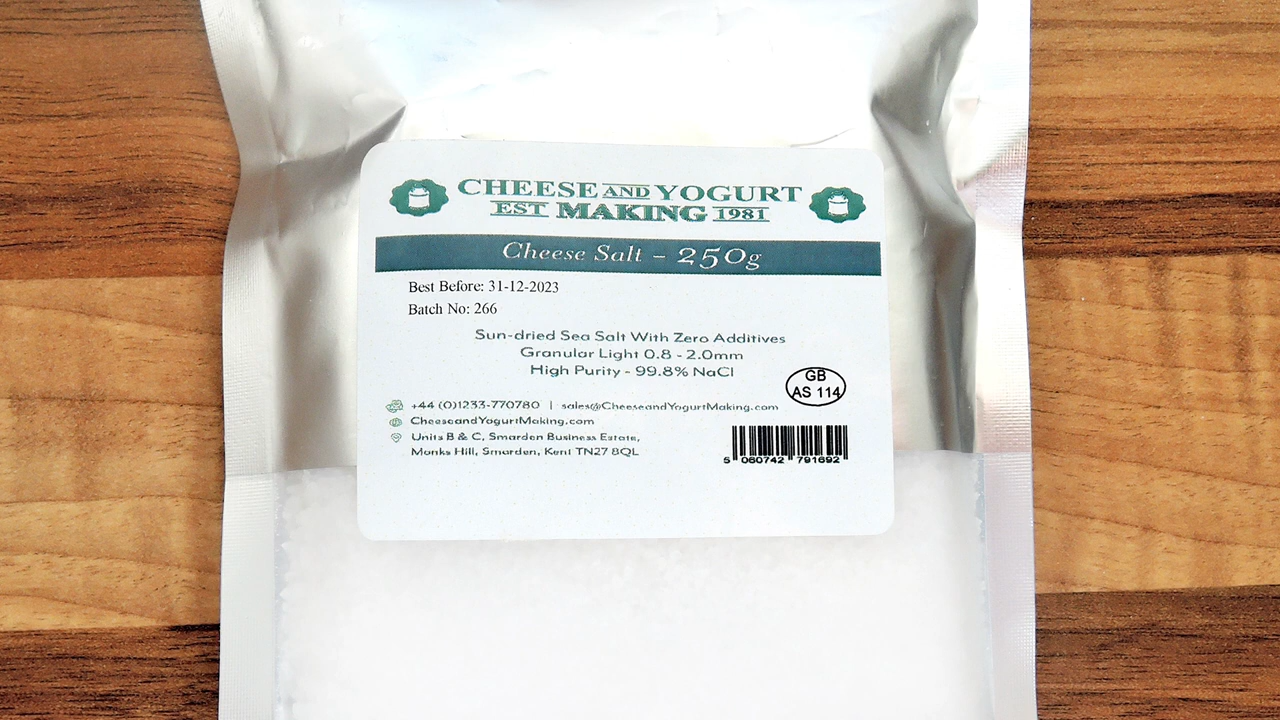 CHEESE AND YOGURT
EST MAKING 1981
Cheese Salt – 250g
Best Before: 31-12-2023
Batch No: 266
Sun-dried Sea Salt With Zero Additives
Granular Light 0.8 - 2.0mm
High Purity - 99.8% NaCl
GB
AS 114
+44 (0)1233-770780 | sales@CheeseandYogurtMaking.com
CheeseandYogurtMaking.com
Units B & C, Smarden Business Estate,
Monks Hill, Smarden, Kent TN27 8QL
5 060742 791692